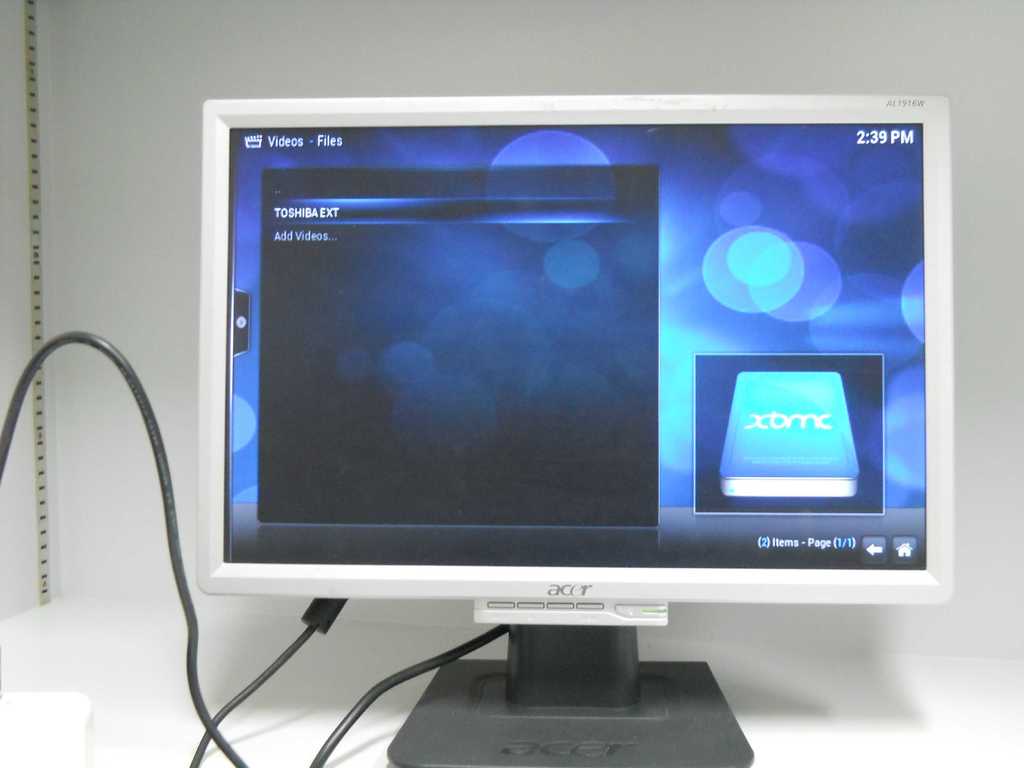 AL1916W
Videos - Files
2:39 PM
..
TOSHIBA EXT
Add Videos...
xbmc
(2) Items - Page (1/1)
acer
acer